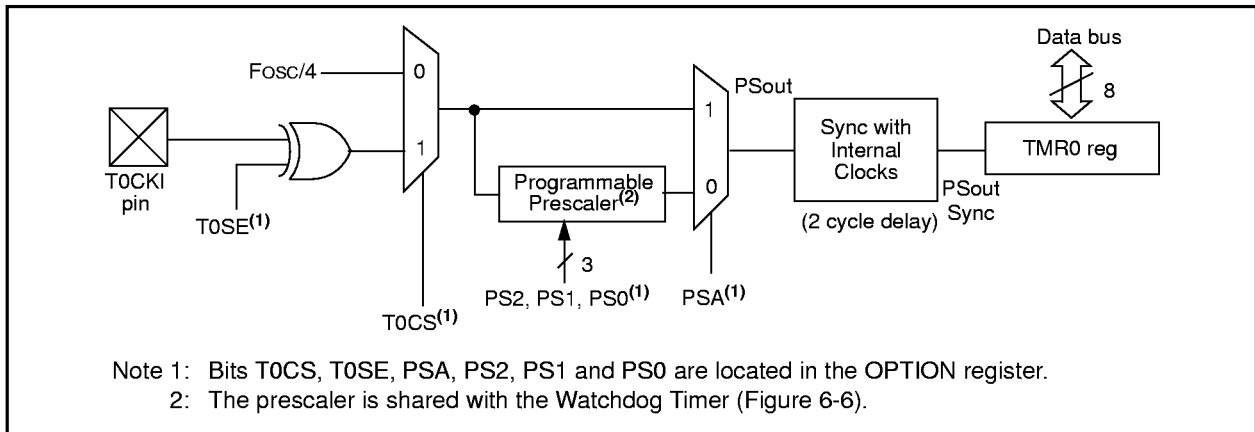 Data bus
8
FOSC/4
0
1
T0CKI
pin
T0SE(1)
T0CS(1)
Programmable
Prescaler(2)
3
PS2, PS1, PS0(1)
1
0
PSA(1)
PSout
Sync with
Internal
Clocks
(2 cycle delay)
PSout
Sync
TMR0 reg
Note 1: Bits T0CS, T0SE, PSA, PS2, PS1 and PS0 are located in the OPTION register.
2: The prescaler is shared with the Watchdog Timer (Figure 6-6).